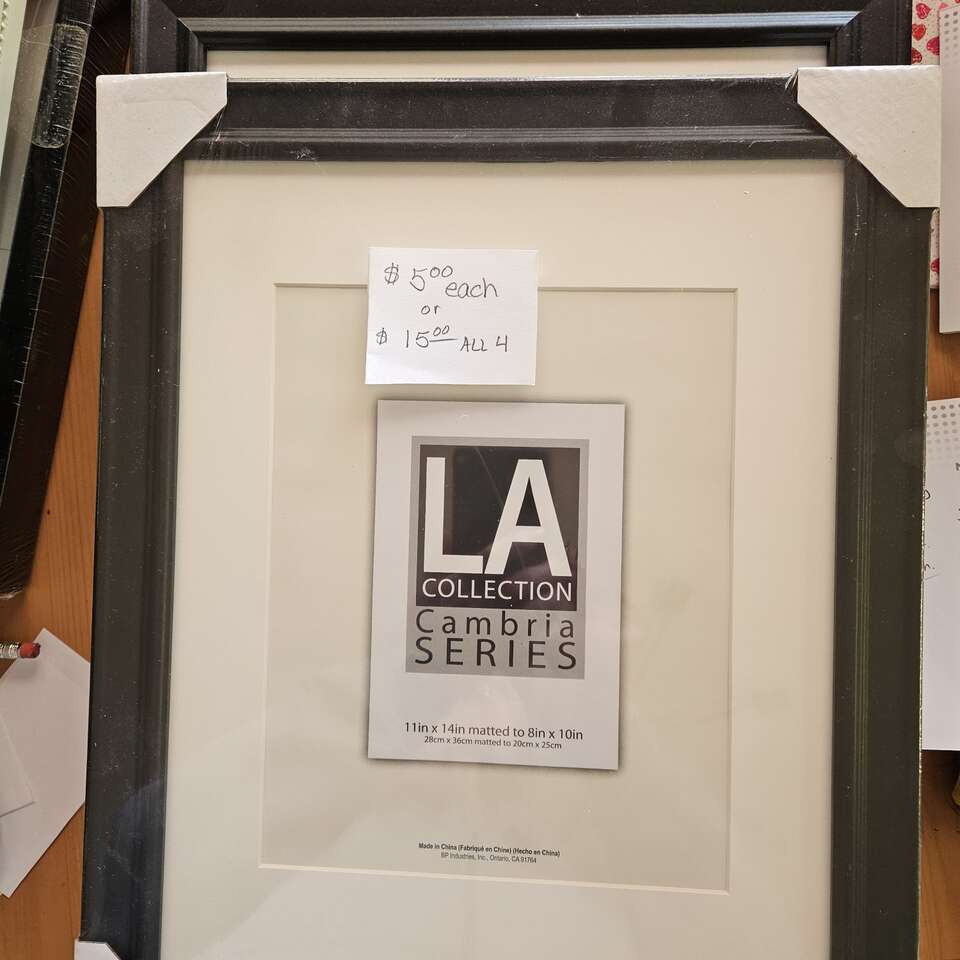 $ 5.00 each
or
$ 15.00 ALL 4
LA
COLLECTION
Cambria
SERIES
11in x 14in matted to 8in x 10in
28cm x 36cm matted to 20cm x 25cm
Made in China (Fabriqué en Chine) (Hecho en China)
BP Industries, Inc., Ontario, CA 91764